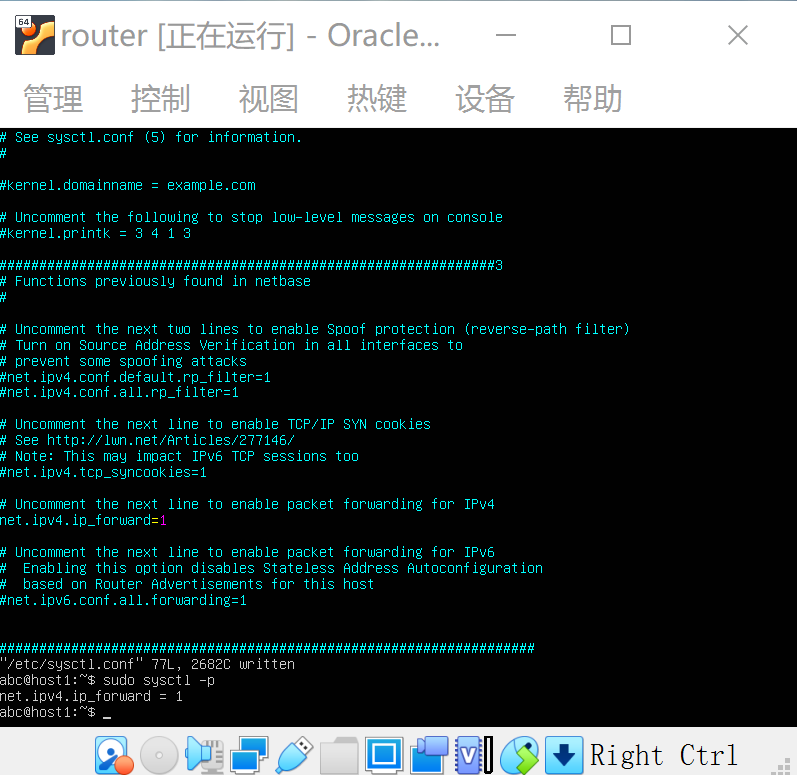 64
router [正在运行] - Oracle...
管理 控制 视图 热键 设备 帮助
# See sysctl.conf (5) for information.
#
#kernel.domainname = example.com
# Uncomment the following to stop low-level messages on console
#kernel.printk = 3 4 1 3
##############################################################3
# Functions previously found in netbase
#
# Uncomment the next two lines to enable Spoof protection (reverse-path filter)
# Turn on Source Address Verification in all interfaces to
# prevent some spoofing attacks
#net.ipv4.conf.default.rp_filter=1
#net.ipv4.conf.all.rp_filter=1
# Uncomment the next line to enable TCP/IP SYN cookies
# See http://lwn.net/Articles/277146/
# Note: This may impact IPv6 TCP sessions too
#net.ipv4.tcp_syncookies=1
# Uncomment the next line to enable packet forwarding for IPv4
net.ipv4.ip_forward=1
# Uncomment the next line to enable packet forwarding for IPv6
#  Enabling this option disables Stateless Address Autoconfiguration
#  based on Router Advertisements for this host
#net.ipv6.conf.all.forwarding=1
###################################################################
"/etc/sysctl.conf" 77L, 2682C written
abc@host1:~$ sudo sysctl -p
net.ipv4.ip_forward = 1
abc@host1:~$ _
V
Right Ctrl